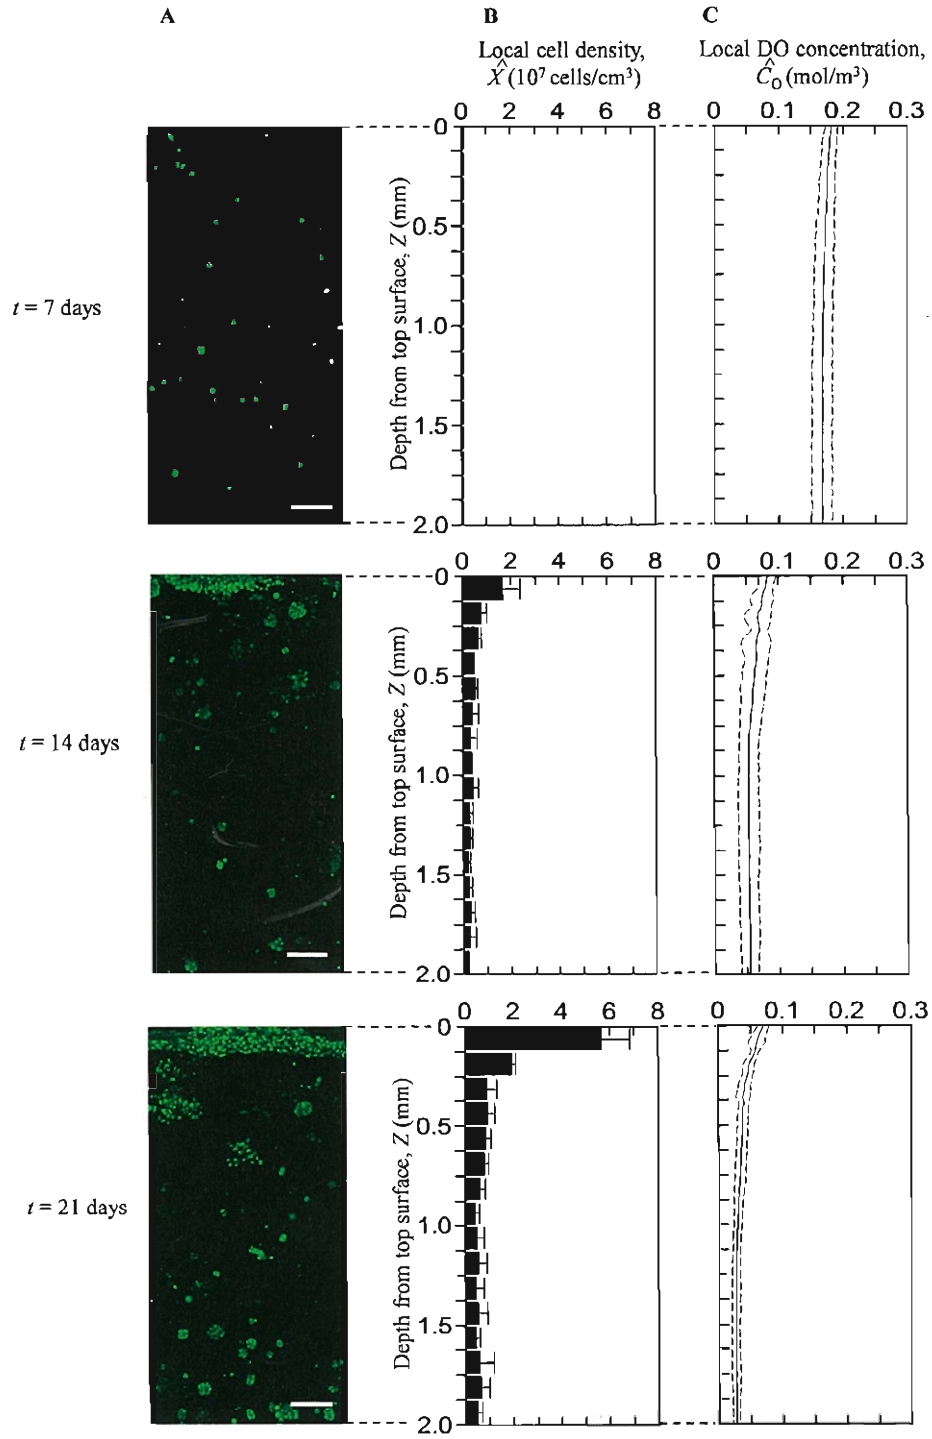 A
B
C
Local cell density,
X̂ (10⁷ cells/cm³)
Local DO concentration,
Ĉ₀ (mol/m³)
0 2 4 6 8
0 0.1 0.2 0.3
t = 7 days
Depth from top surface, Z (mm)
0
0.5
1.0
1.5
2.0
0 2 4 6 8
0 0.1 0.2 0.3
t = 14 days
Depth from top surface, Z (mm)
0
0.5
1.0
1.5
2.0
0 2 4 6 8
0 0.1 0.2 0.3
t = 21 days
Depth from top surface, Z (mm)
0
0.5
1.0
1.5
2.0